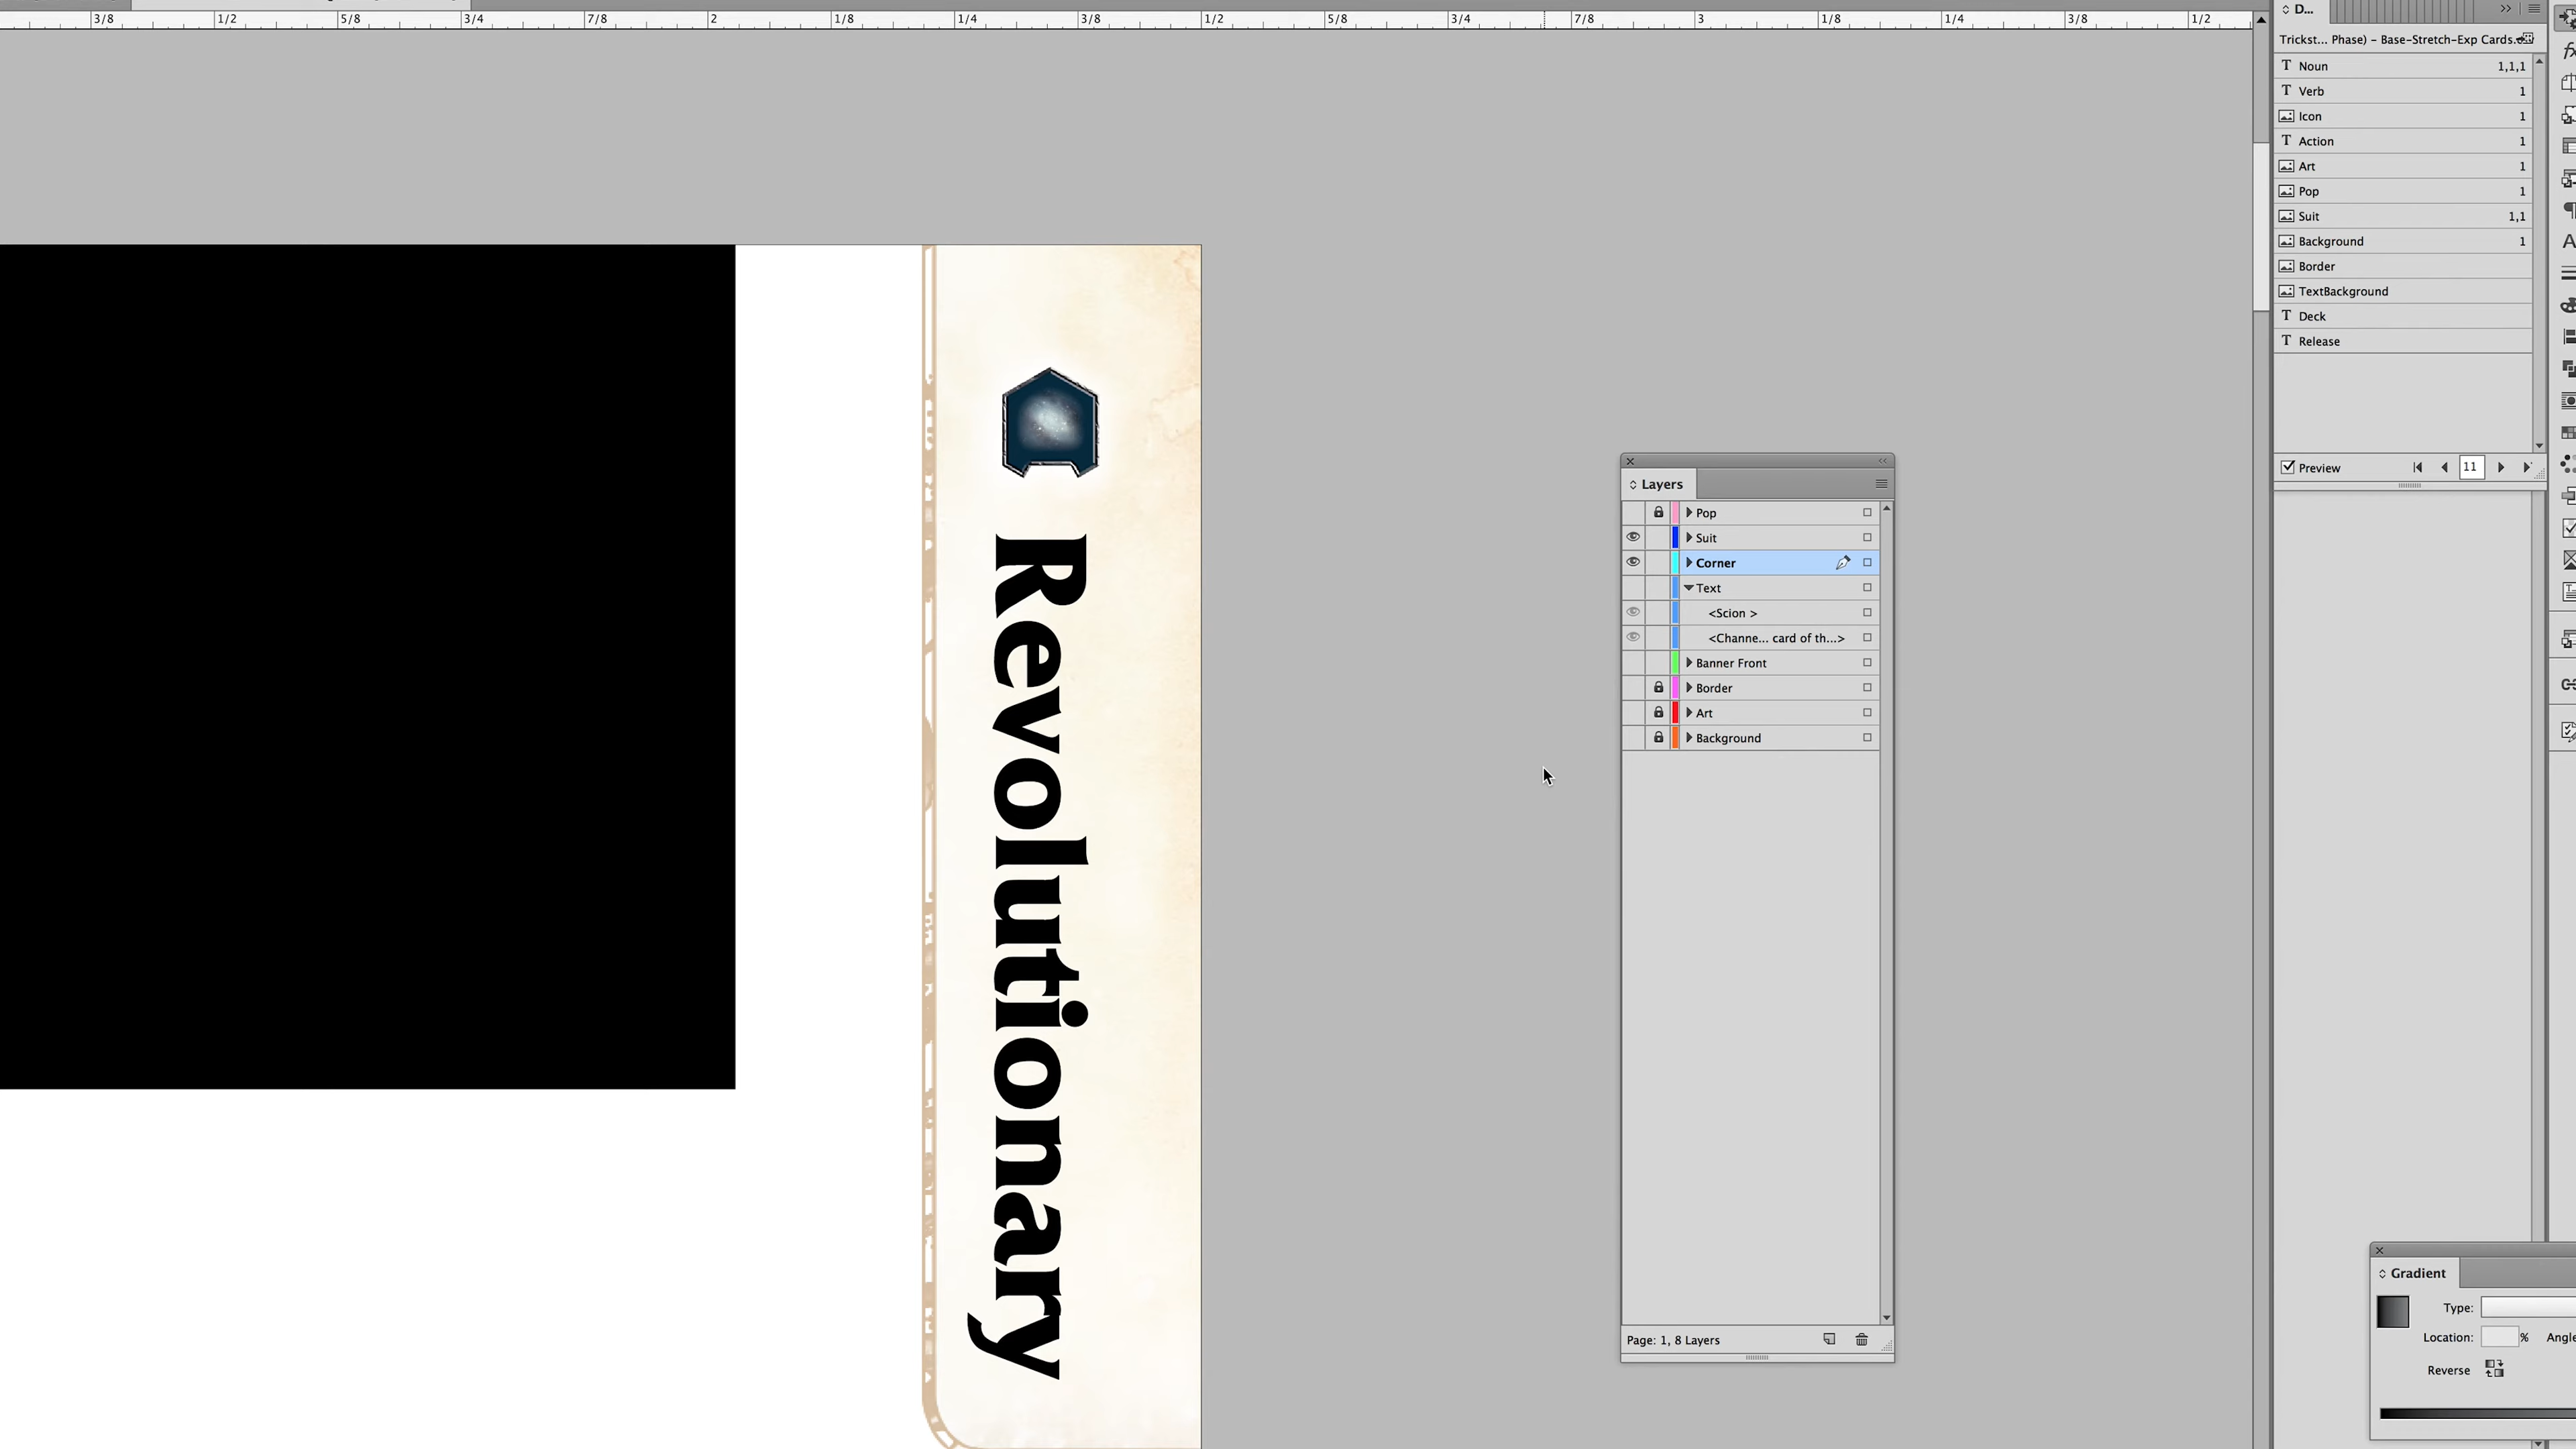 3/8 1/2 5/8 3/4 7/8 2 1/8 1/4 3/8 1/2 5/8 3/4 7/8 3 1/8 1/4 3/8 1/2
D...
Trickst... Phase) - Base-Stretch-Exp Cards.
T Noun 1,1,1
T Verb 1
Icon 1
T Action 1
Art 1
Pop 1
Suit 1,1
Background 1
Border
TextBackground
T Deck
T Release
Preview 11
Revolutionary
Layers
Pop
Suit
Corner
Text
<Scion >
<Channe... card of th...>
Banner Front
Border
Art
Background
Page: 1, 8 Layers
Gradient
Type:
Location: % Angle
Reverse